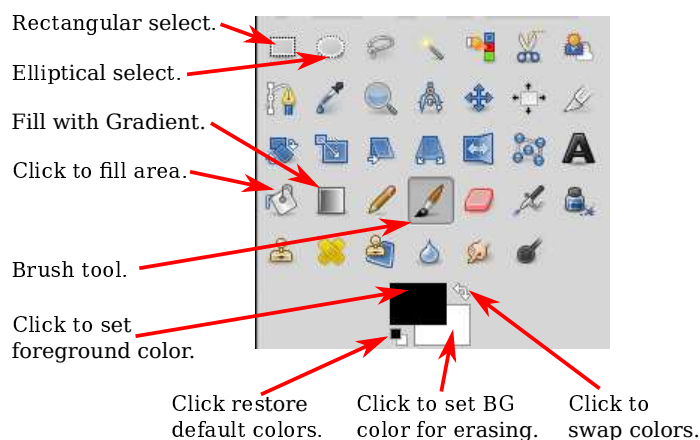 Rectangular select.
Elliptical select.
Fill with Gradient.
Click to fill area.
Brush tool.
Click to set
foreground color.
Click restore
default colors.
Click to set BG
color for erasing.
Click to
swap colors.